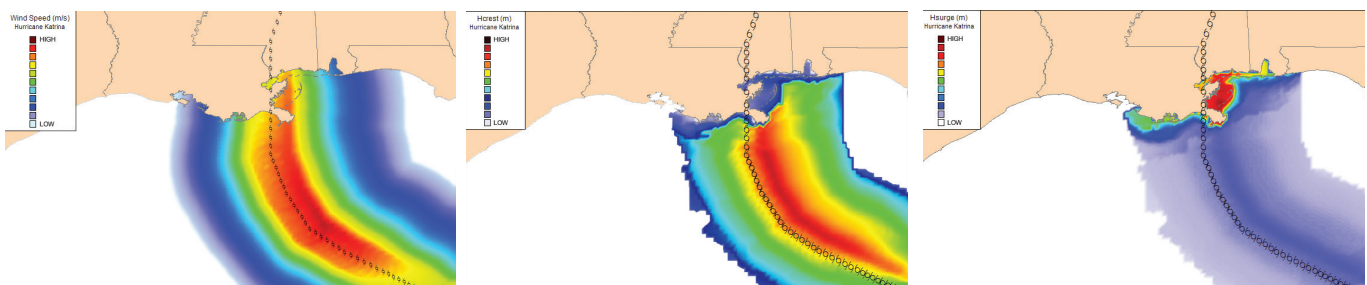 Wind Speed (m/s)
Hurricane Katrina
HIGH
LOW
Hcrest (m)
Hurricane Katrina
HIGH
LOW
Hsurge (m)
Hurricane Katrina
HIGH
LOW